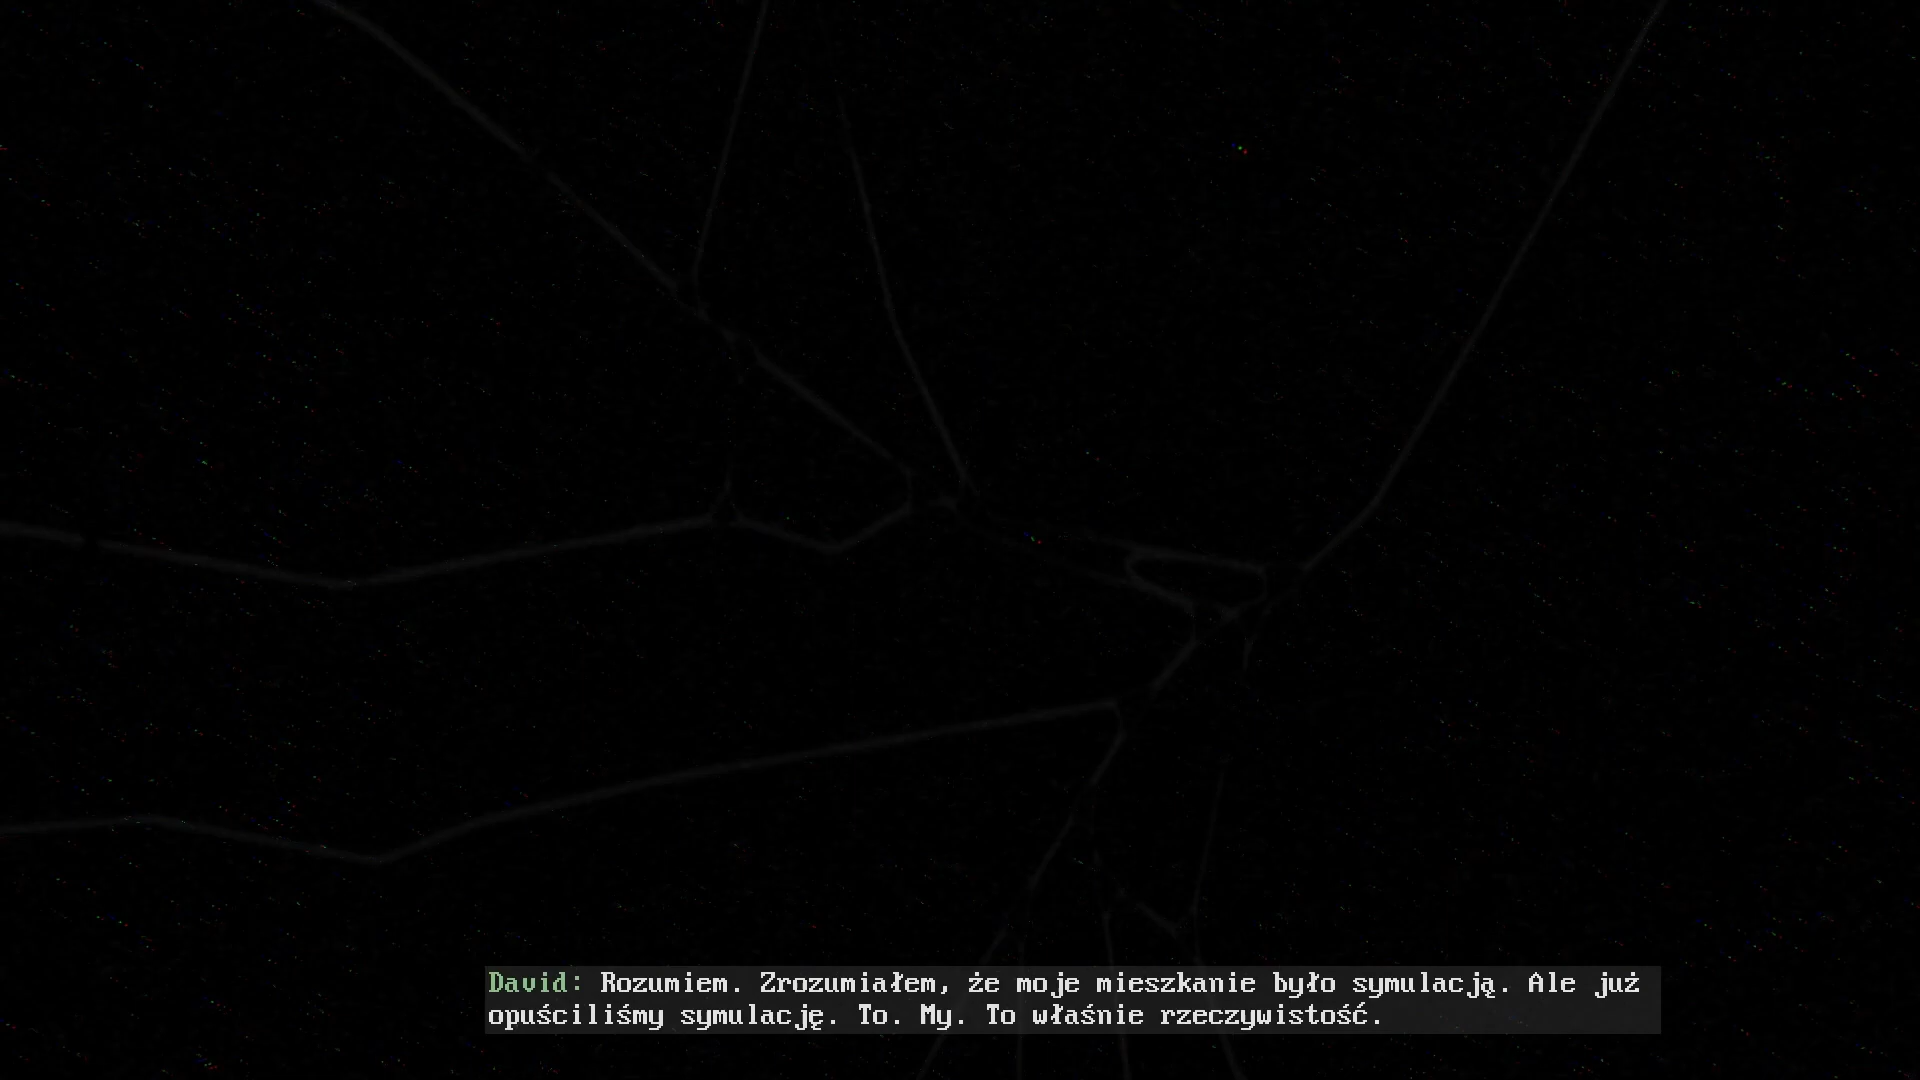 David: Rozumiem. Zrozumiałem, że moje mieszkanie było symulacją. Ale już
opuściliśmy symulację. To. My. To właśnie rzeczywistość.